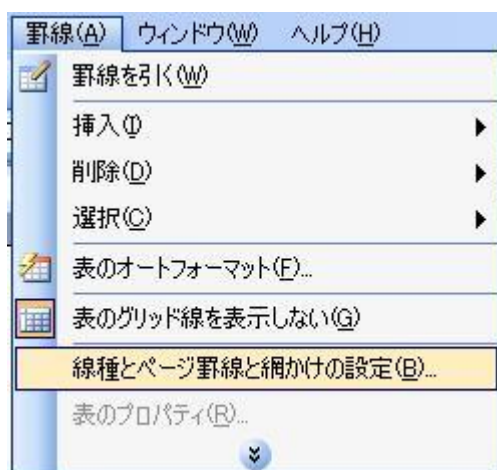 罫線(A) ウィンドウ(W) ヘルプ(H)
罫線を引く(W)
挿入(I)
削除(D)
選択(C)
表のオートフォーマット(F)...
表のグリッド線を表示しない(G)
線種とページ罫線と網かけの設定(B)...
表のプロパティ(R)...